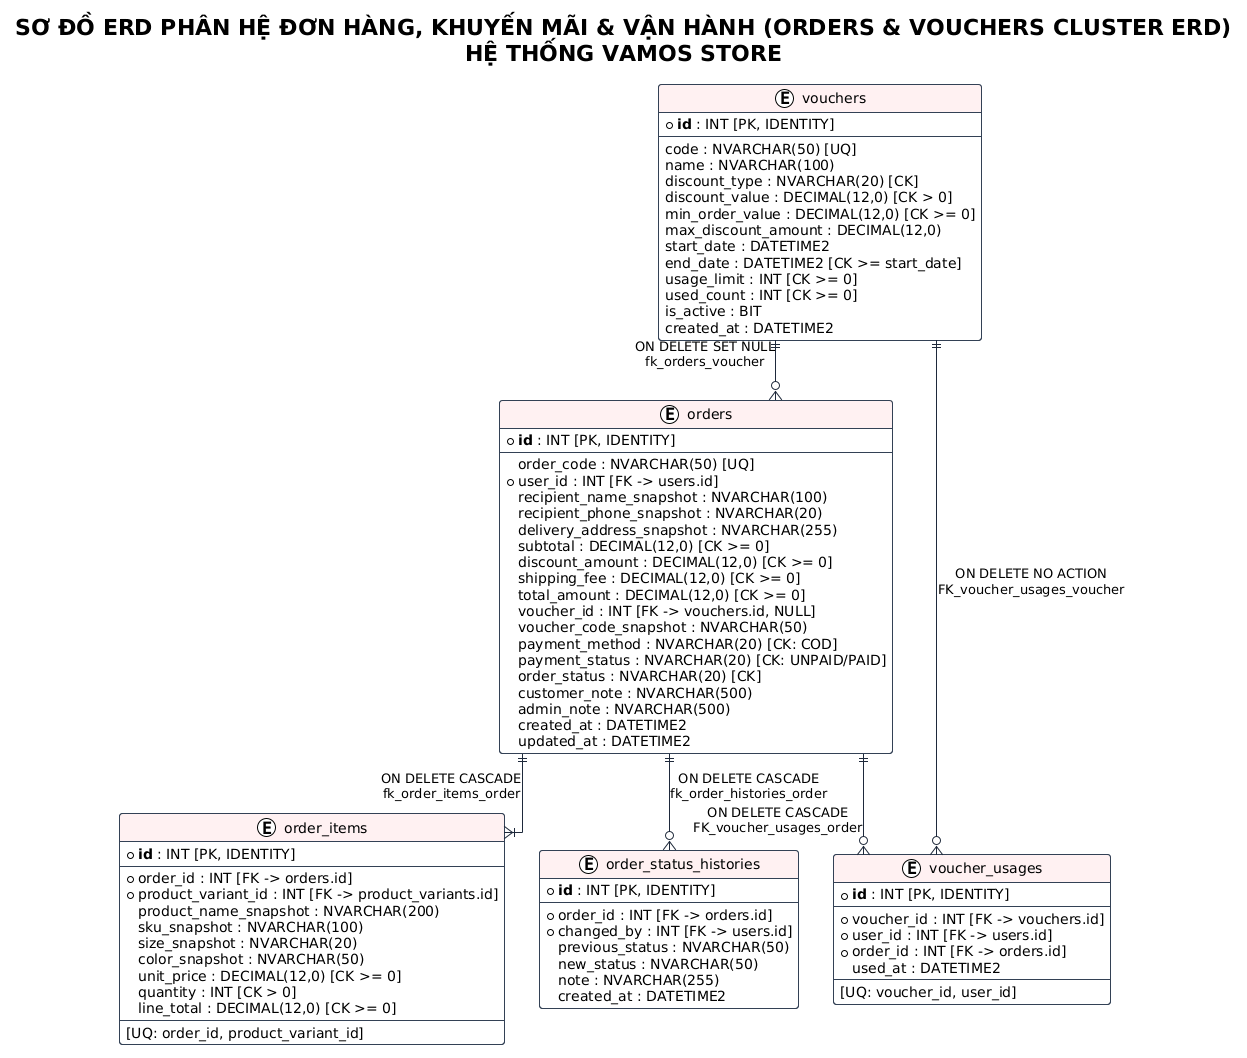 SƠ ĐỒ ERD PHÂN HỆ ĐƠN HÀNG, KHUYẾN MÃI & VẬN HÀNH (ORDERS & VOUCHERS CLUSTER ERD)
HỆ THỐNG VAMOS STORE
E vouchers
id : INT [PK, IDENTITY]
code : NVARCHAR(50) [UQ]
name : NVARCHAR(100)
discount_type : NVARCHAR(20) [CK]
discount_value : DECIMAL(12,0) [CK > 0]
min_order_value : DECIMAL(12,0) [CK >= 0]
max_discount_amount : DECIMAL(12,0)
start_date : DATETIME2
end_date : DATETIME2 [CK >= start_date]
usage_limit : INT [CK >= 0]
used_count : INT [CK >= 0]
is_active : BIT
created_at : DATETIME2
ON DELETE SET NULL
fk_orders_voucher
E orders
id : INT [PK, IDENTITY]
order_code : NVARCHAR(50) [UQ]
user_id : INT [FK -> users.id]
recipient_name_snapshot : NVARCHAR(100)
recipient_phone_snapshot : NVARCHAR(20)
delivery_address_snapshot : NVARCHAR(255)
subtotal : DECIMAL(12,0) [CK >= 0]
discount_amount : DECIMAL(12,0) [CK >= 0]
shipping_fee : DECIMAL(12,0) [CK >= 0]
total_amount : DECIMAL(12,0) [CK >= 0]
voucher_id : INT [FK -> vouchers.id, NULL]
voucher_code_snapshot : NVARCHAR(50)
payment_method : NVARCHAR(20) [CK: COD]
payment_status : NVARCHAR(20) [CK: UNPAID/PAID]
order_status : NVARCHAR(20) [CK]
customer_note : NVARCHAR(500)
admin_note : NVARCHAR(500)
created_at : DATETIME2
updated_at : DATETIME2
ON DELETE NO ACTION
FK_voucher_usages_voucher
ON DELETE CASCADE
fk_order_items_order
ON DELETE CASCADE
fk_order_histories_order
ON DELETE CASCADE
FK_voucher_usages_order
E order_items
id : INT [PK, IDENTITY]
order_id : INT [FK -> orders.id]
product_variant_id : INT [FK -> product_variants.id]
product_name_snapshot : NVARCHAR(200)
sku_snapshot : NVARCHAR(100)
size_snapshot : NVARCHAR(20)
color_snapshot : NVARCHAR(50)
unit_price : DECIMAL(12,0) [CK >= 0]
quantity : INT [CK > 0]
line_total : DECIMAL(12,0) [CK >= 0]
[UQ: order_id, product_variant_id]
E order_status_histories
id : INT [PK, IDENTITY]
order_id : INT [FK -> orders.id]
changed_by : INT [FK -> users.id]
previous_status : NVARCHAR(50)
new_status : NVARCHAR(50)
note : NVARCHAR(255)
created_at : DATETIME2
E voucher_usages
id : INT [PK, IDENTITY]
voucher_id : INT [FK -> vouchers.id]
user_id : INT [FK -> users.id]
order_id : INT [FK -> orders.id]
used_at : DATETIME2
[UQ: voucher_id, user_id]